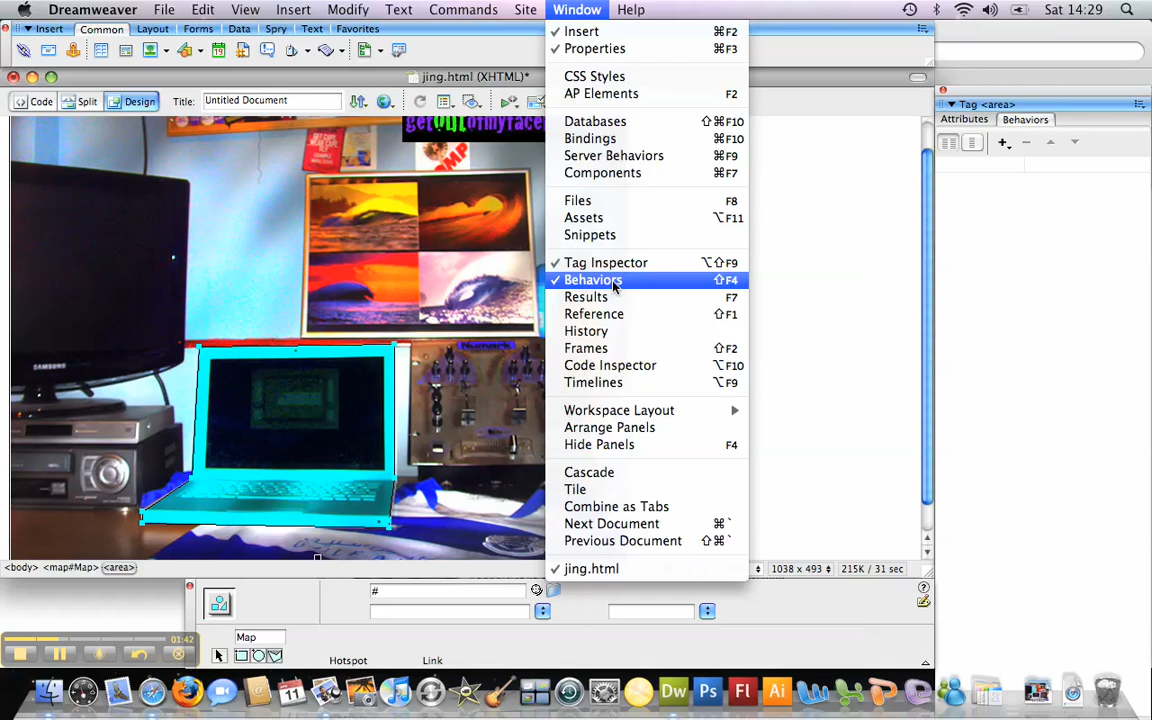 Dreamweaver File Edit View Insert Modify Text Commands Site Window Help Sat 14:29
Insert Common Layout Forms Data Spry Text Favorites
jing.html (XHTML)*
Code Split Design Title: Untitled Document
Insert ⌘F2
Properties ⌘F3
CSS Styles
AP Elements F2
Databases ⇧⌘F10
Bindings ⌘F10
Server Behaviors ⌘F9
Components ⌘F7
Files F8
Assets ⌥F11
Snippets
Tag Inspector ⌥⇧F9
Behaviors ⇧F4
Results F7
Reference ⇧F1
History
Frames ⇧F2
Code Inspector ⌥F10
Timelines ⌥F9
Workspace Layout
Arrange Panels
Hide Panels F4
Cascade
Tile
Combine as Tabs
Next Document ⌘`
Previous Document ⇧⌘`
jing.html
Tag <area>
Attributes Behaviors
getoutofmyface
SAMSUNG
Numark
<body> <map#Map> <area>
1038 x 493 215K / 31 sec
#
Map
Hotspot Link
01:42
JUL
11
Dw Ps Fl Ai